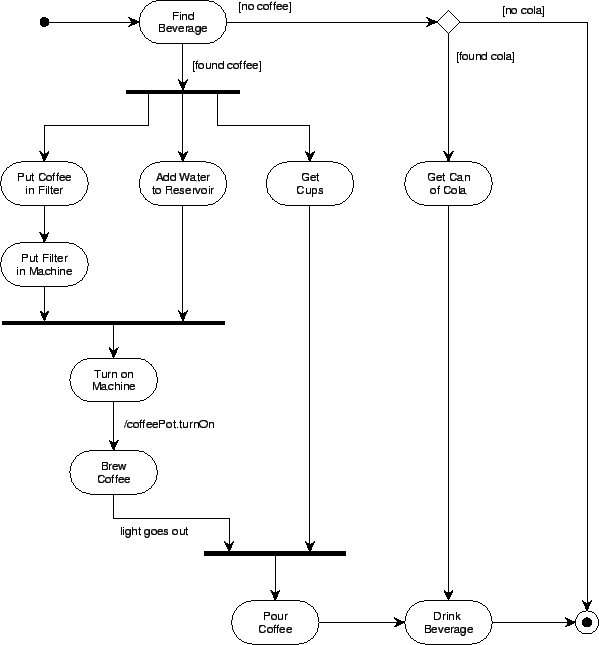 [no coffee]
[no cola]
Find
Beverage
[found coffee]
[found cola]
Put Coffee
in Filter
Add Water
to Reservoir
Get
Cups
Get Can
of Cola
Put Filter
in Machine
Turn on
Machine
/coffeePot.turnOn
Brew
Coffee
light goes out
Pour
Coffee
Drink
Beverage